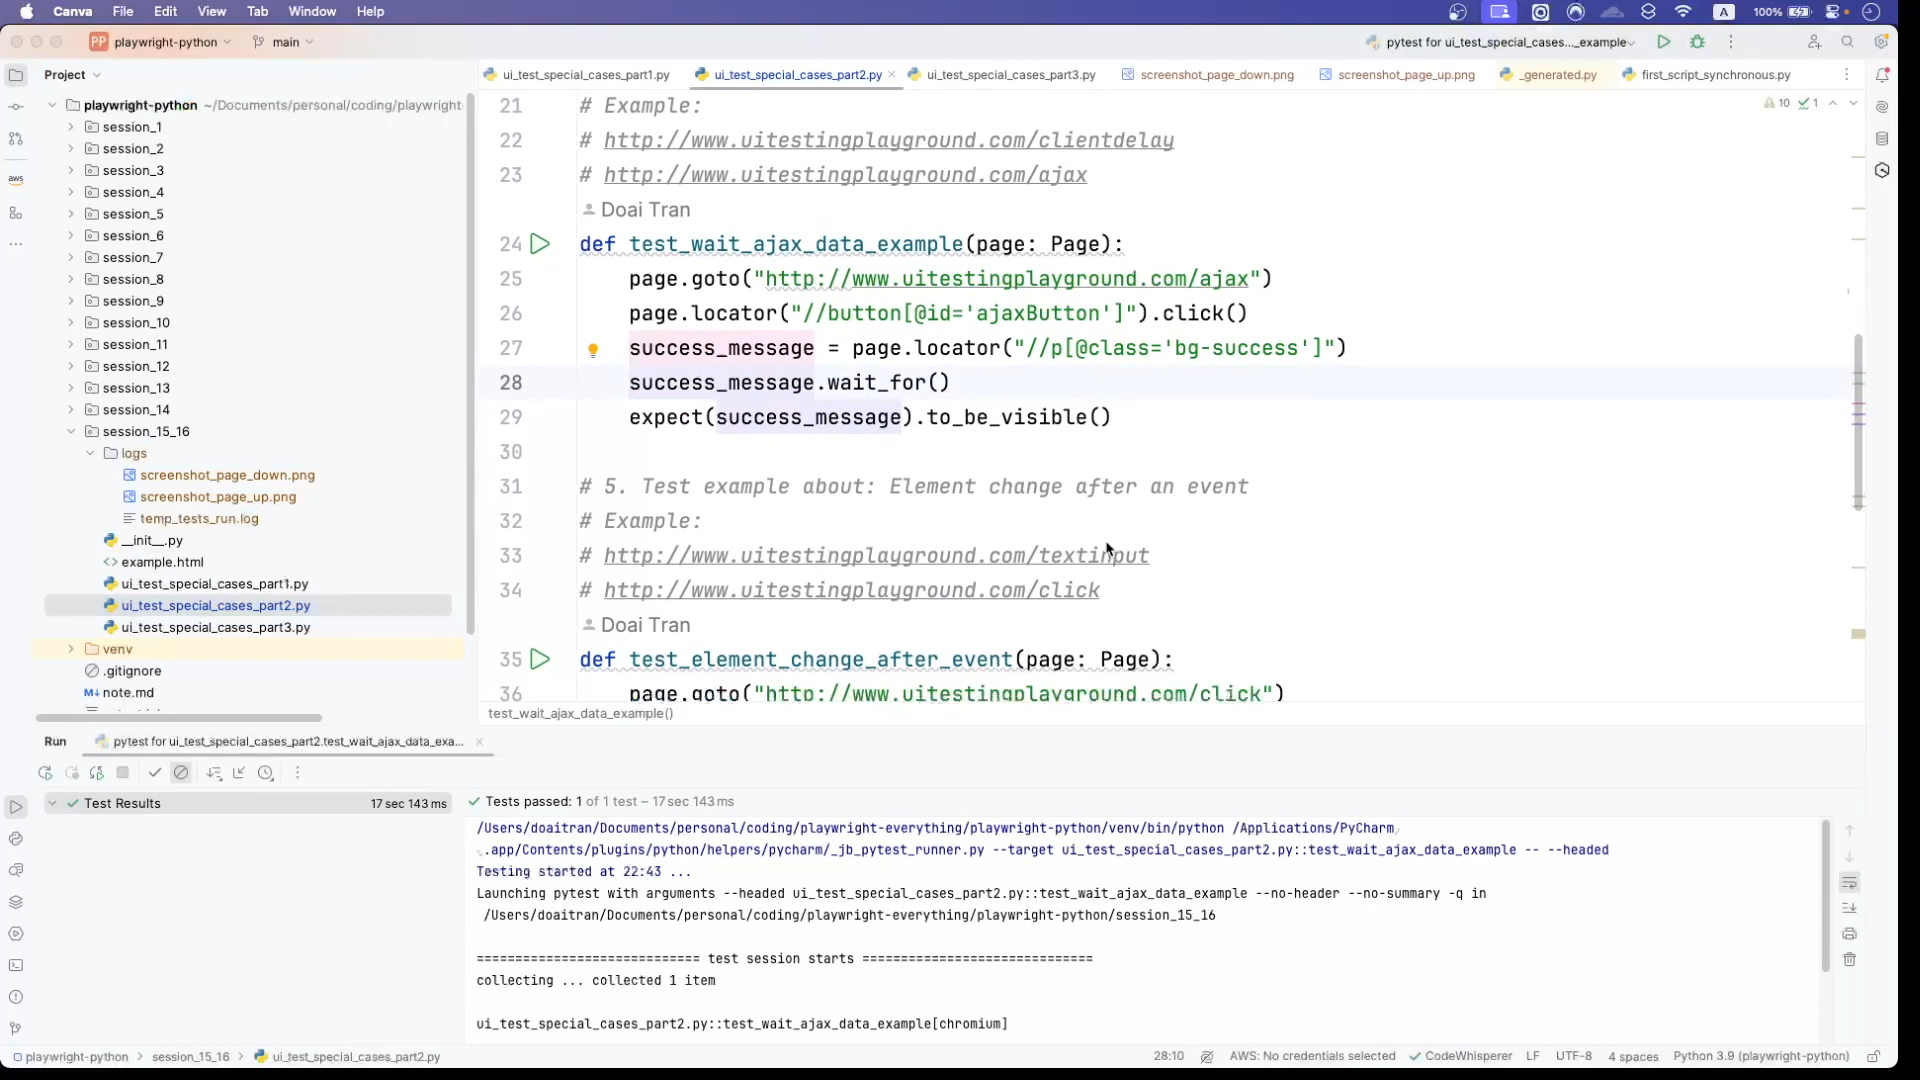 Canva File Edit View Tab Window Help
A 100%
PP playwright-python main
pytest for ui_test_special_cases..._example
Project
ui_test_special_cases_part1.py ui_test_special_cases_part2.py ui_test_special_cases_part3.py screenshot_page_down.png screenshot_page_up.png _generated.py first_script_synchronous.py
playwright-python ~/Documents/personal/coding/playwright
session_1
session_2
session_3
session_4
session_5
session_6
session_7
session_8
session_9
session_10
session_11
session_12
session_13
session_14
session_15_16
logs
screenshot_page_down.png
screenshot_page_up.png
temp_tests_run.log
__init__.py
<> example.html
ui_test_special_cases_part1.py
ui_test_special_cases_part2.py
ui_test_special_cases_part3.py
venv
.gitignore
M↓ note.md
aws
10 1
21 # Example:
22 # http://www.uitestingplayground.com/clientdelay
23 # http://www.uitestingplayground.com/ajax
Doai Tran
24 def test_wait_ajax_data_example(page: Page):
25 page.goto("http://www.uitestingplayground.com/ajax")
26 page.locator("//button[@id='ajaxButton']").click()
27 success_message = page.locator("//p[@class='bg-success']")
28 success_message.wait_for()
29 expect(success_message).to_be_visible()
30
31 # 5. Test example about: Element change after an event
32 # Example:
33 # http://www.uitestingplayground.com/textinput
34 # http://www.uitestingplayground.com/click
Doai Tran
35 def test_element_change_after_event(page: Page):
36 page.goto("http://www.uitestingplayground.com/click")
test_wait_ajax_data_example()
Run pytest for ui_test_special_cases_part2.test_wait_ajax_data_exa...
Test Results 17 sec 143 ms
Tests passed: 1 of 1 test – 17 sec 143 ms
/Users/doaitran/Documents/personal/coding/playwright-everything/playwright-python/venv/bin/python /Applications/PyCharm
.app/Contents/plugins/python/helpers/pycharm/_jb_pytest_runner.py --target ui_test_special_cases_part2.py::test_wait_ajax_data_example -- --headed
Testing started at 22:43 ...
Launching pytest with arguments --headed ui_test_special_cases_part2.py::test_wait_ajax_data_example --no-header --no-summary -q in
/Users/doaitran/Documents/personal/coding/playwright-everything/playwright-python/session_15_16
============================ test session starts ============================
collecting ... collected 1 item
ui_test_special_cases_part2.py::test_wait_ajax_data_example[chromium]
playwright-python > session_15_16 > ui_test_special_cases_part2.py
28:10 AWS: No credentials selected CodeWhisperer LF UTF-8 4 spaces Python 3.9 (playwright-python)